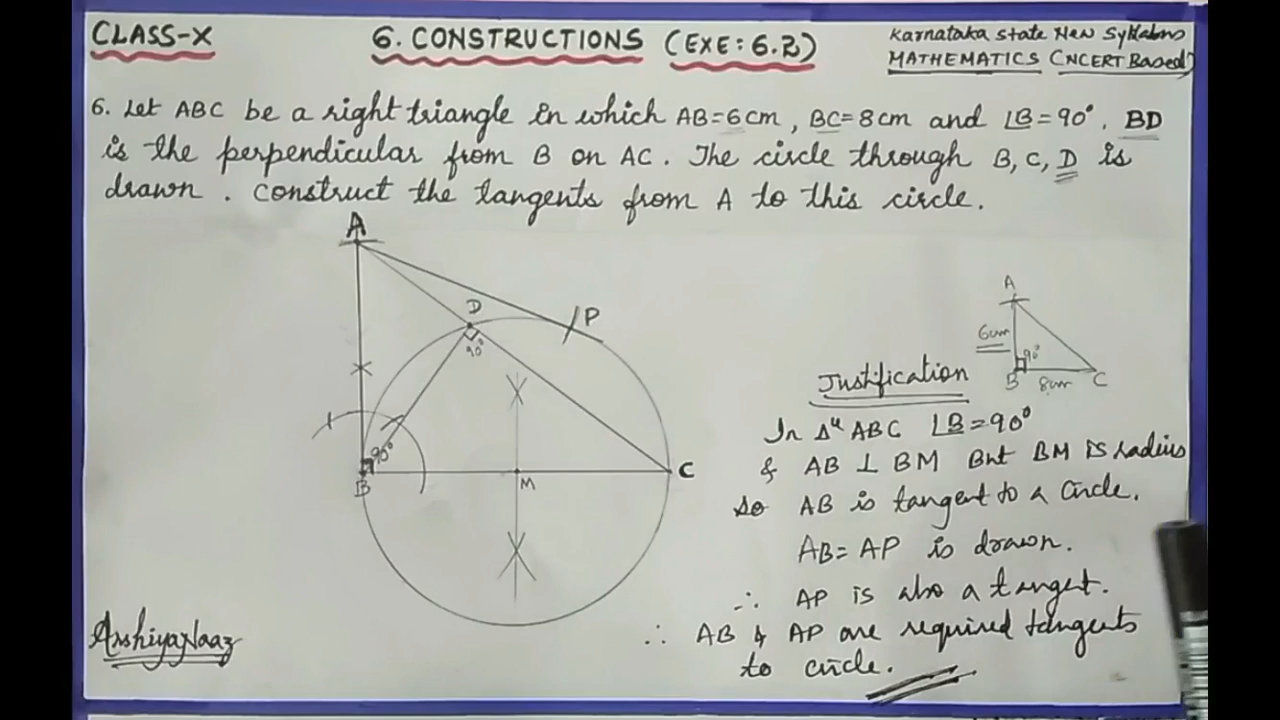 CLASS-X
6. CONSTRUCTIONS (EXE: 6.2)
Karnataka State New Syllabus
MATHEMATICS (NCERT Based)
6. Let ABC be a right triangle in which AB=6cm, BC=8cm and ∠B=90°. BD
is the perpendicular from B on AC. The circle through B, C, D is
drawn. Construct the tangents from A to this circle.
A
D
P
90°
90°
B
M
C
A
6cm
90°
B
8cm
C
Justification
In Δle ABC ∠B=90°
& AB ⊥ BM But BM is radius
so AB is tangent to a circle.
AB=AP is drawn.
∴ AP is also a tangent.
∴ AB & AP are required tangents
to circle.
ArshiyaNaaz